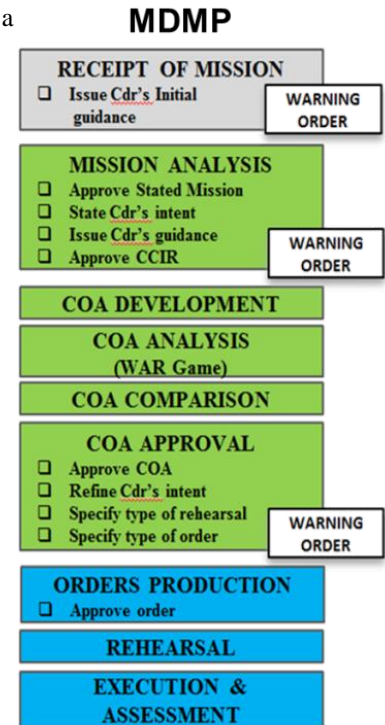 a
MDMP
RECEIPT OF MISSION
❑ Issue Cdr's Initial
guidance
WARNING
ORDER
MISSION ANALYSIS
❑ Approve Stated Mission
❑ State Cdr's intent
❑ Issue Cdr's guidance
❑ Approve CCIR
WARNING
ORDER
COA DEVELOPMENT
COA ANALYSIS
(WAR Game)
COA COMPARISON
COA APPROVAL
❑ Approve COA
❑ Refine Cdr's intent
❑ Specify type of rehearsal
❑ Specify type of order
WARNING
ORDER
ORDERS PRODUCTION
❑ Approve order
REHEARSAL
EXECUTION &
ASSESSMENT